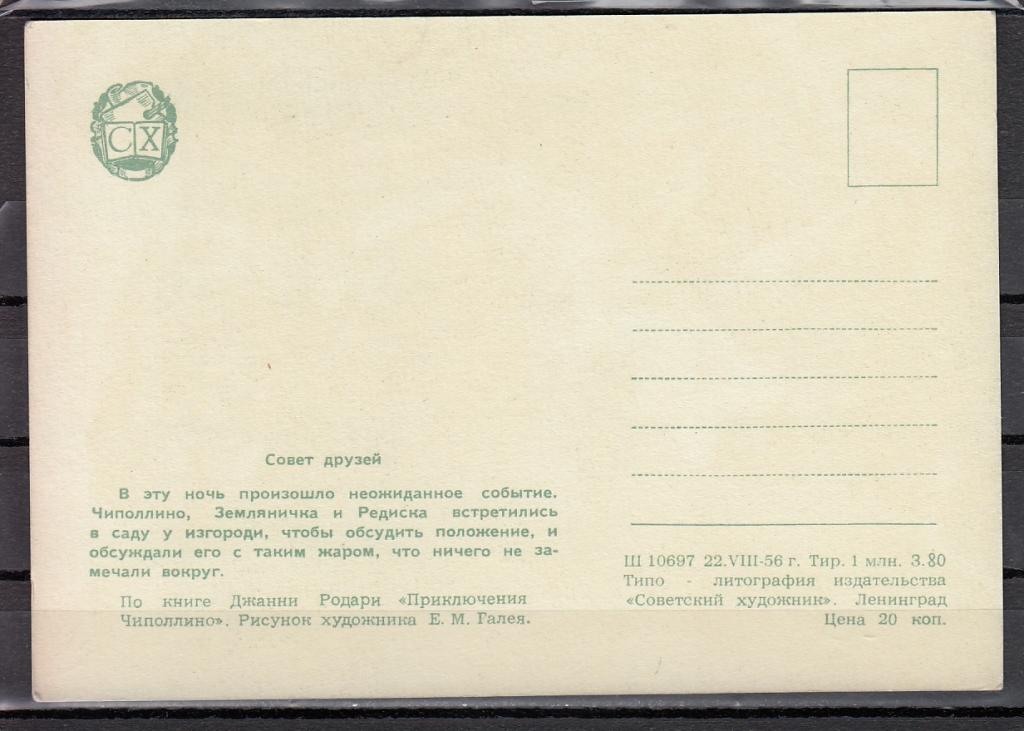 СХ
Совет друзей
В эту ночь произошло неожиданное событие.
Чиполлино, Земляничка и Редиска встретились
в саду у изгороди, чтобы обсудить положение, и
обсуждали его с таким жаром, что ничего не за-
мечали вокруг.
По книге Джанни Родари «Приключения
Чиполлино». Рисунок художника Е. М. Галея.
Ш 10697 22.VIII-56 г. Тир. 1 млн. З.80
Типо - литография издательства
«Советский художник». Ленинград
Цена 20 коп.